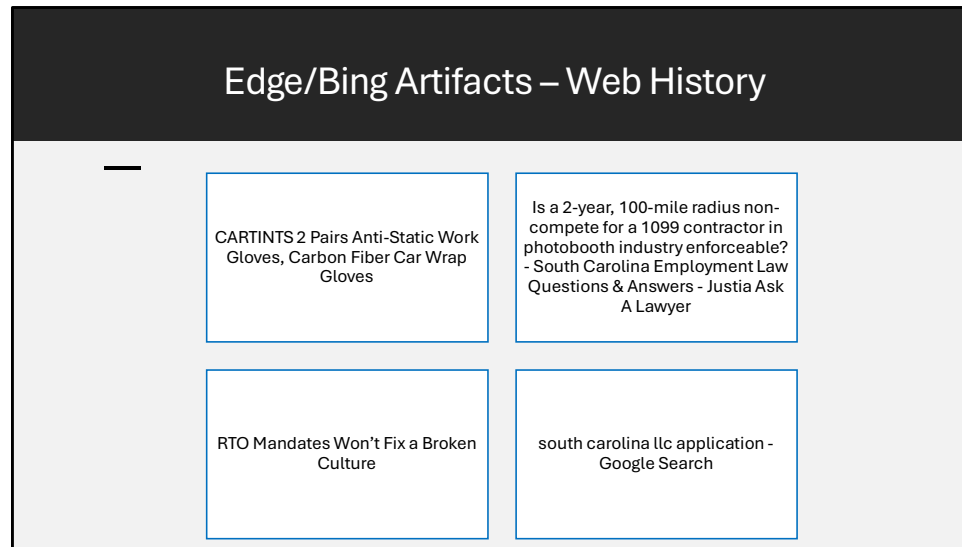 Edge/Bing Artifacts – Web History
CARTINTS 2 Pairs Anti-Static Work
Gloves, Carbon Fiber Car Wrap
Gloves
Is a 2-year, 100-mile radius non-
compete for a 1099 contractor in
photobooth industry enforceable?
- South Carolina Employment Law
Questions & Answers - Justia Ask
A Lawyer
RTO Mandates Won’t Fix a Broken
Culture
south carolina llc application -
Google Search